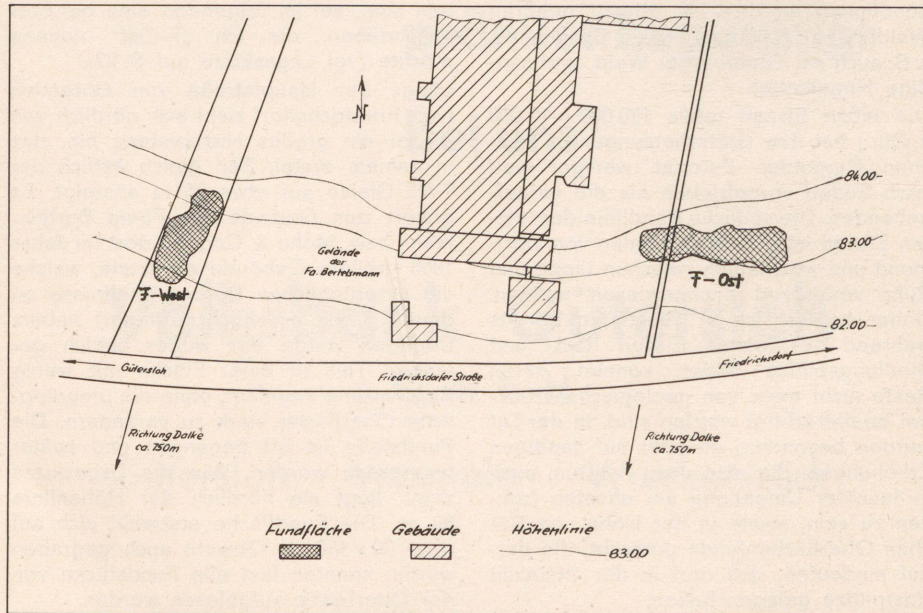 N
84.00
83.00
82.00
Gelände
der
Fa. Bertelsmann
F-West
F-Ost
Gütersloh
Friedrichsdorfer Straße
Friedrichsdorf
Richtung Dalke
ca. 750m
Richtung Dalke
ca. 750m
Fundfläche
Gebäude
Höhenlinie
83.00